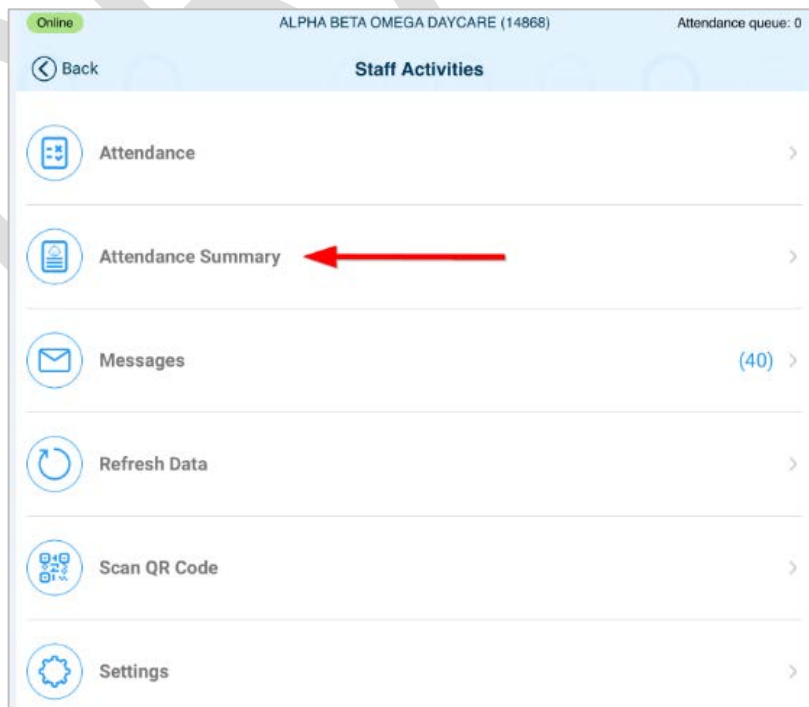 Online ALPHA BETA OMEGA DAYCARE (14868) Attendance queue: 0
Back Staff Activities
Attendance
Attendance Summary
Messages (40)
Refresh Data
Scan QR Code
Settings